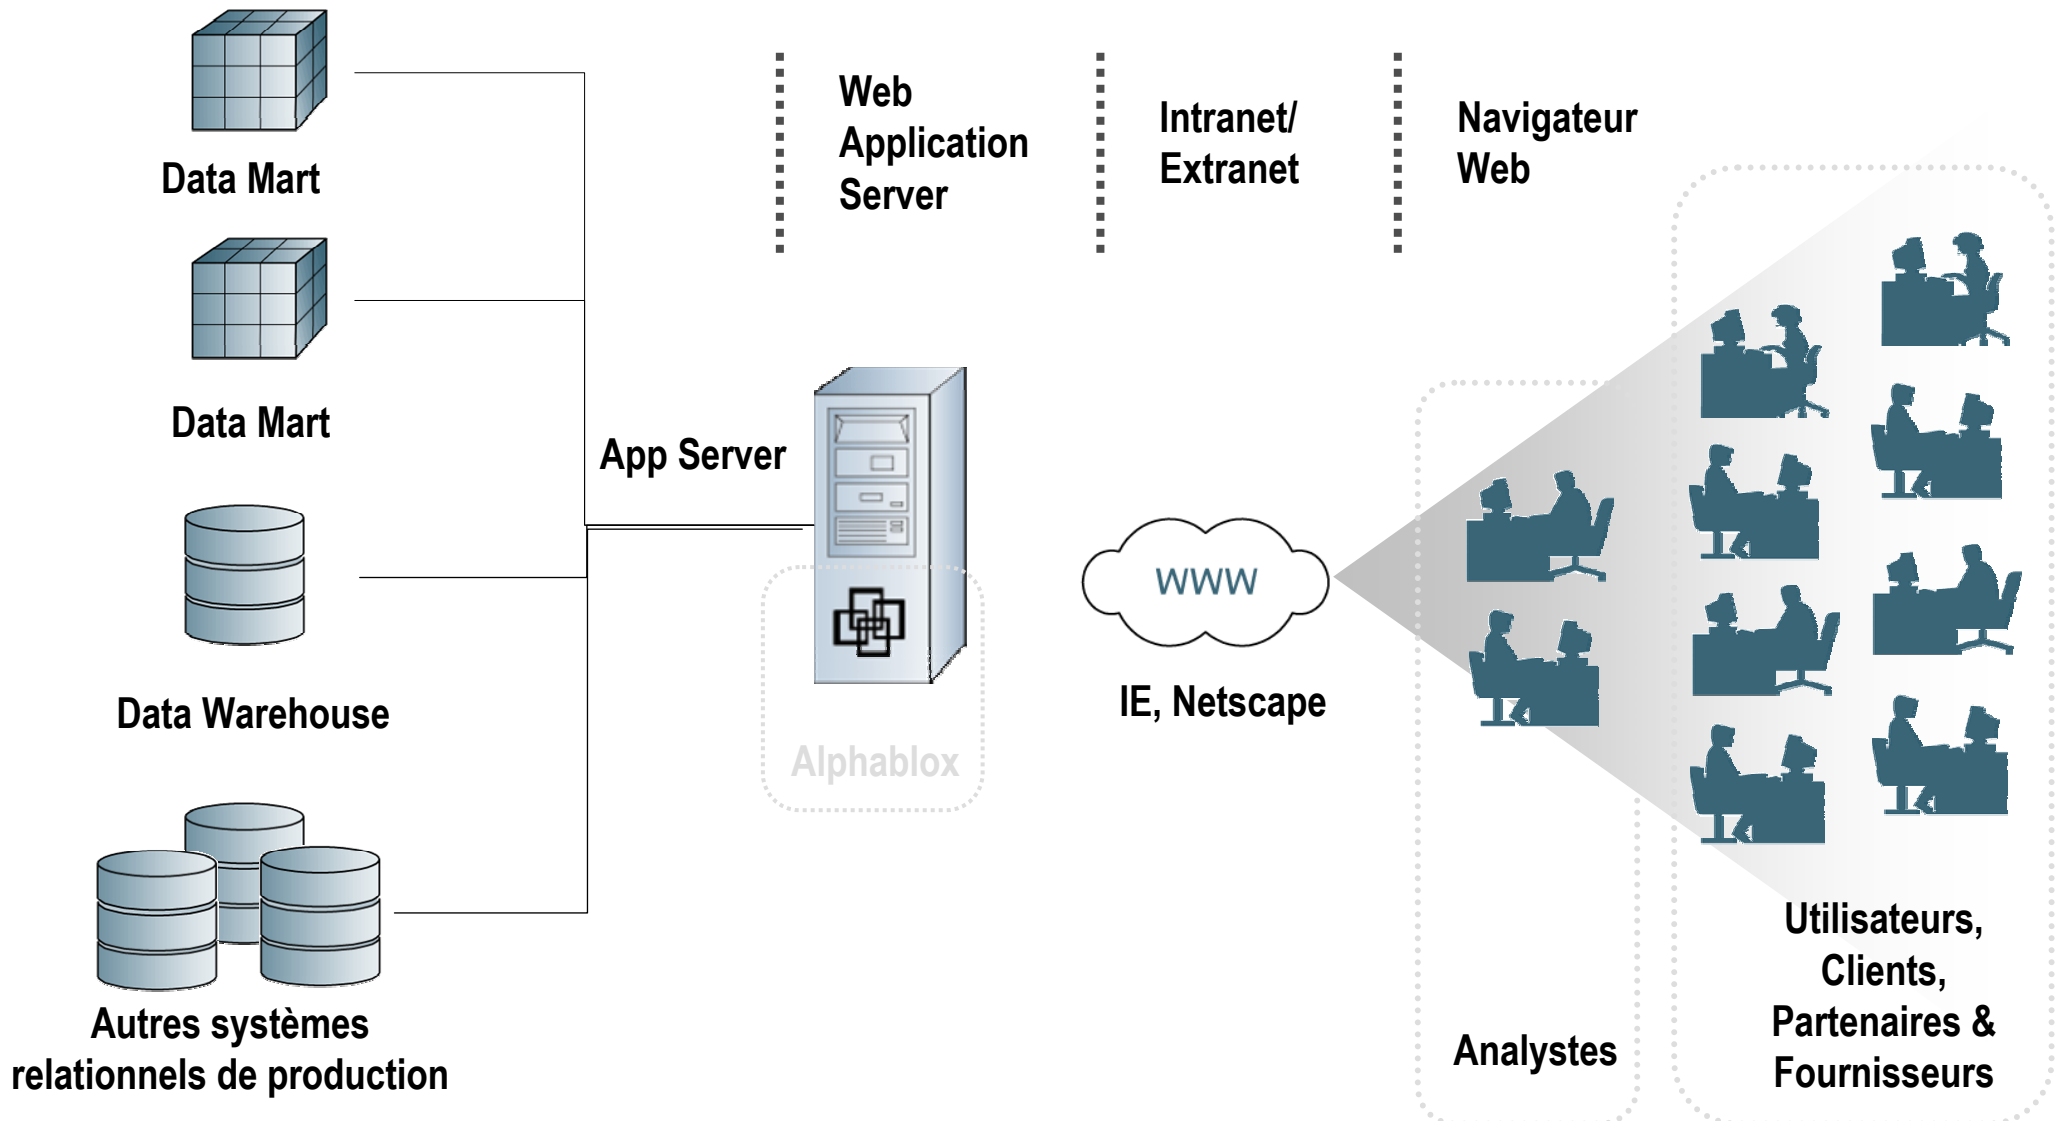 Data Mart
Data Mart
Data Warehouse
Autres systèmes
relationnels de production
App Server
Web
Application
Server
Alphablox
Intranet/
Extranet
WWW
IE, Netscape
Navigateur
Web
Analystes
Utilisateurs,
Clients,
Partenaires &
Fournisseurs